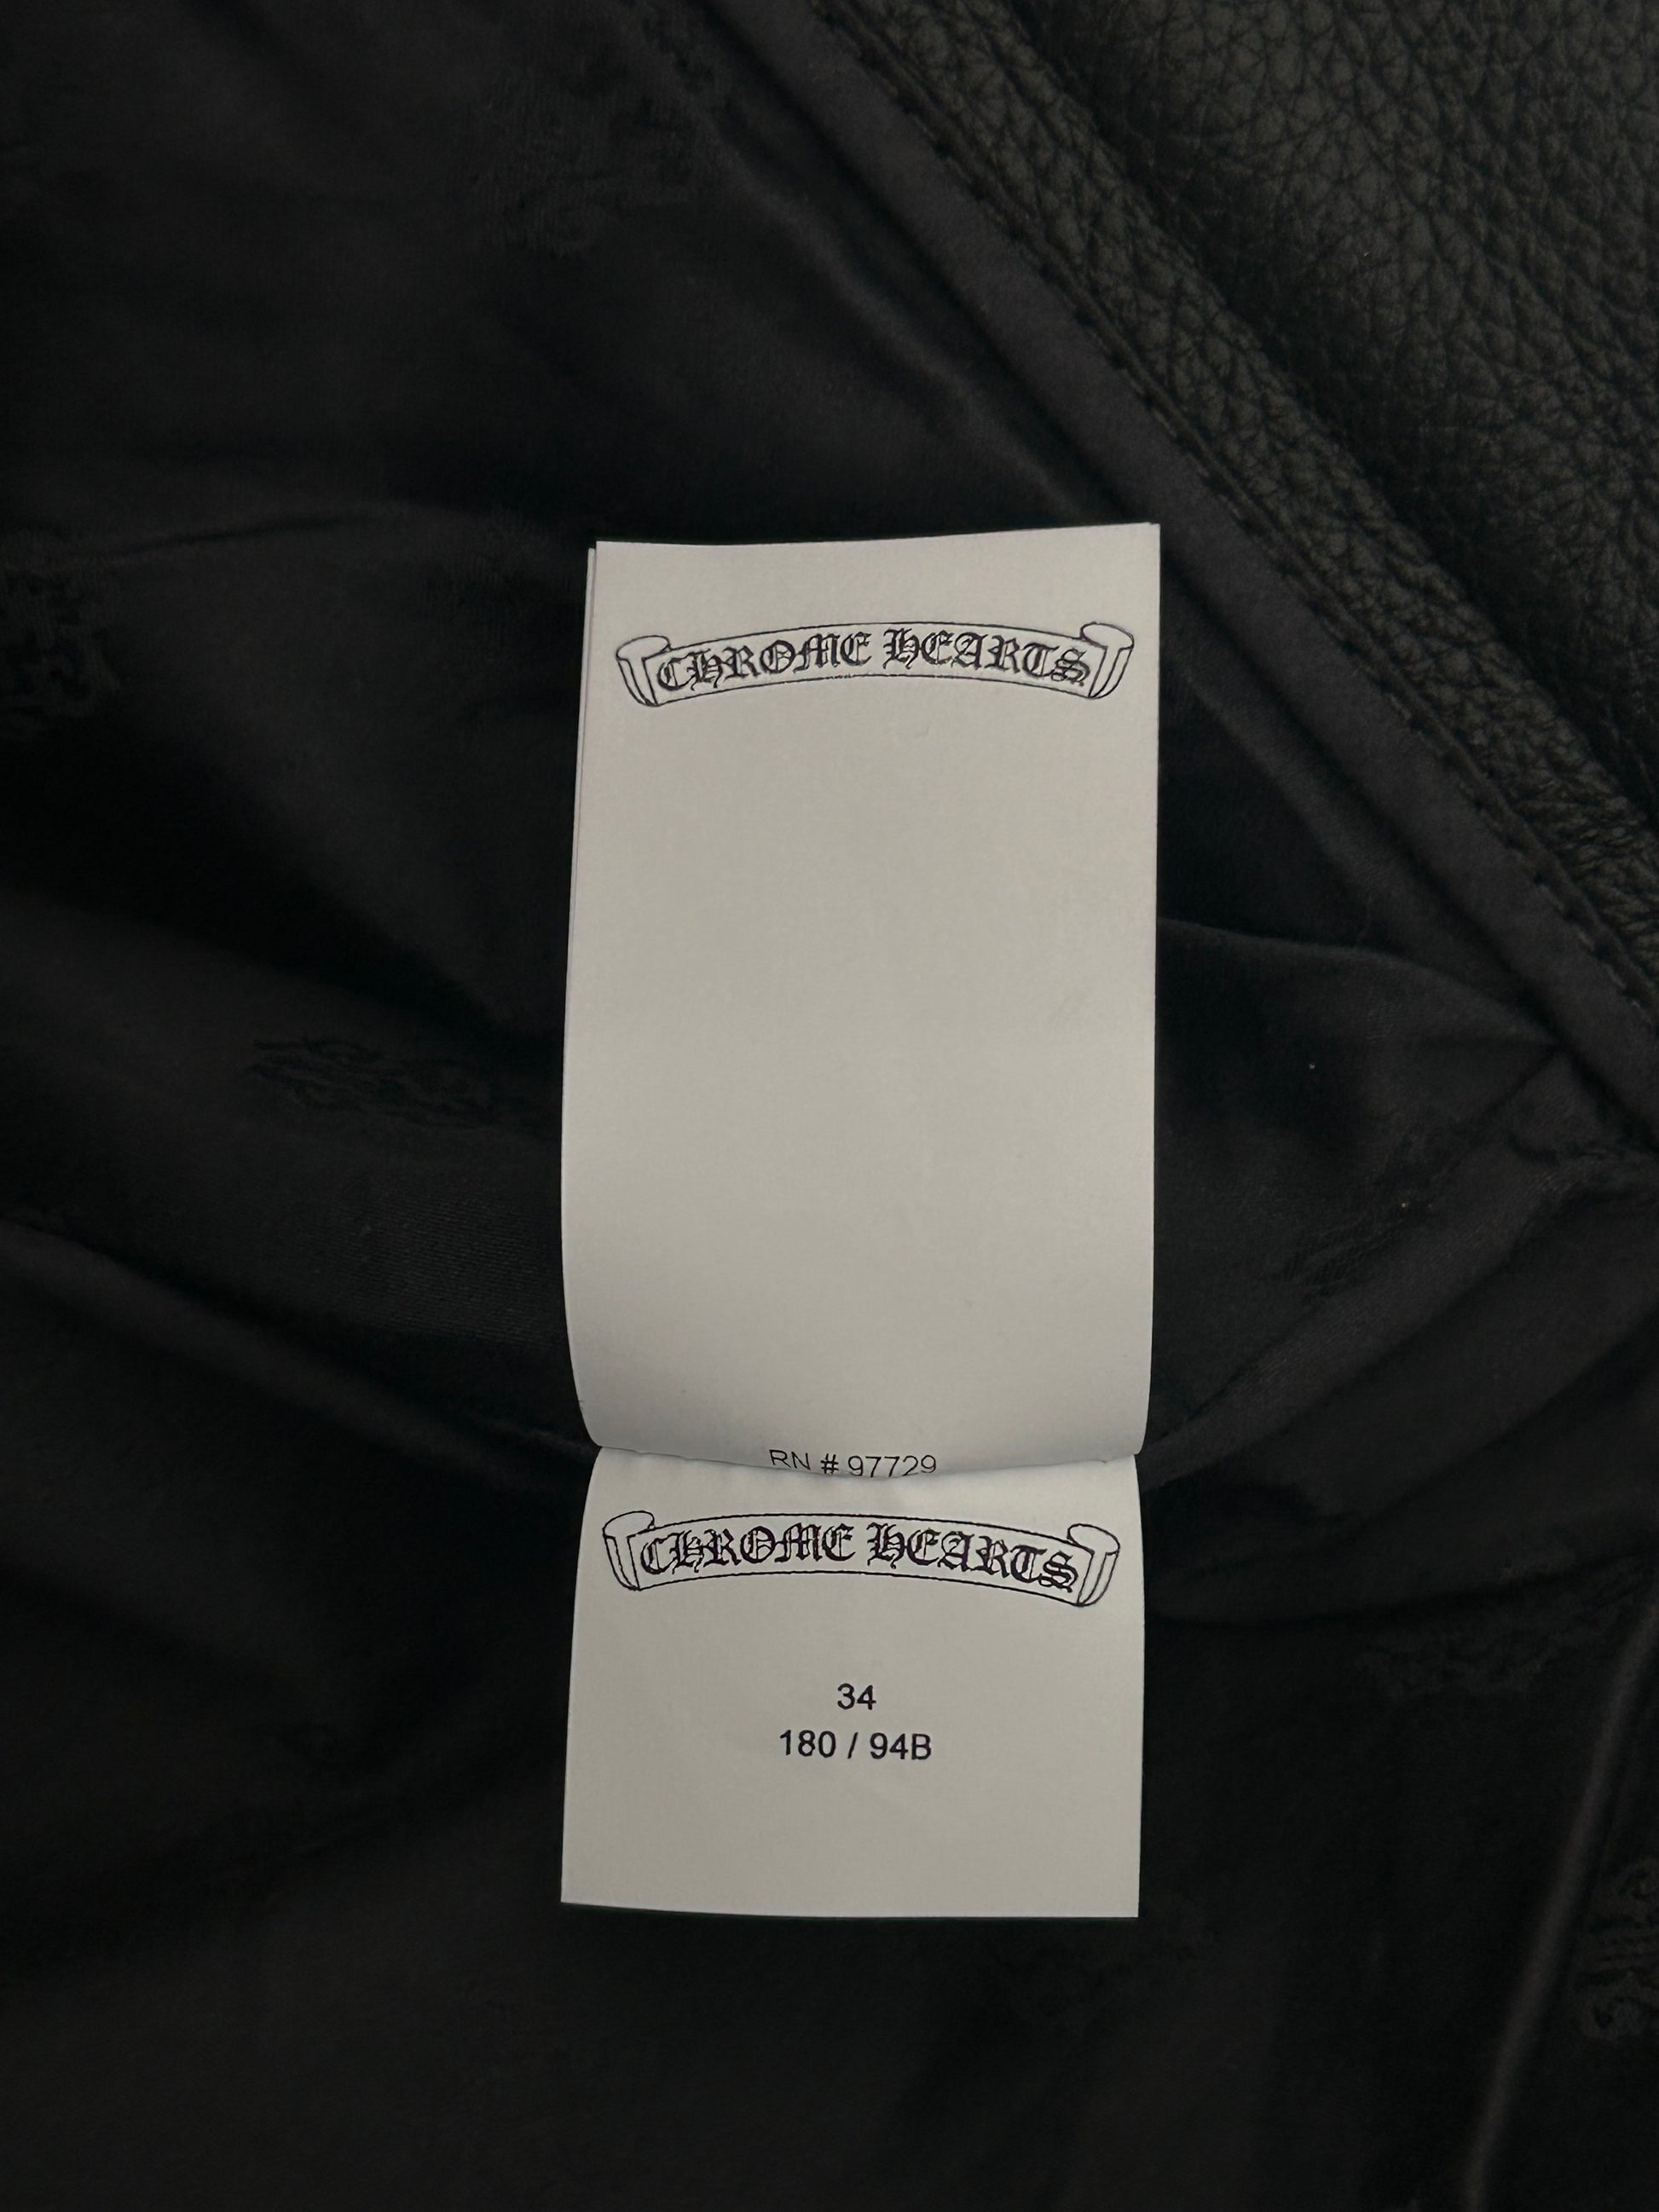 CHROME HEARTS
RN # 97729
CHROME HEARTS
34
180 / 94B